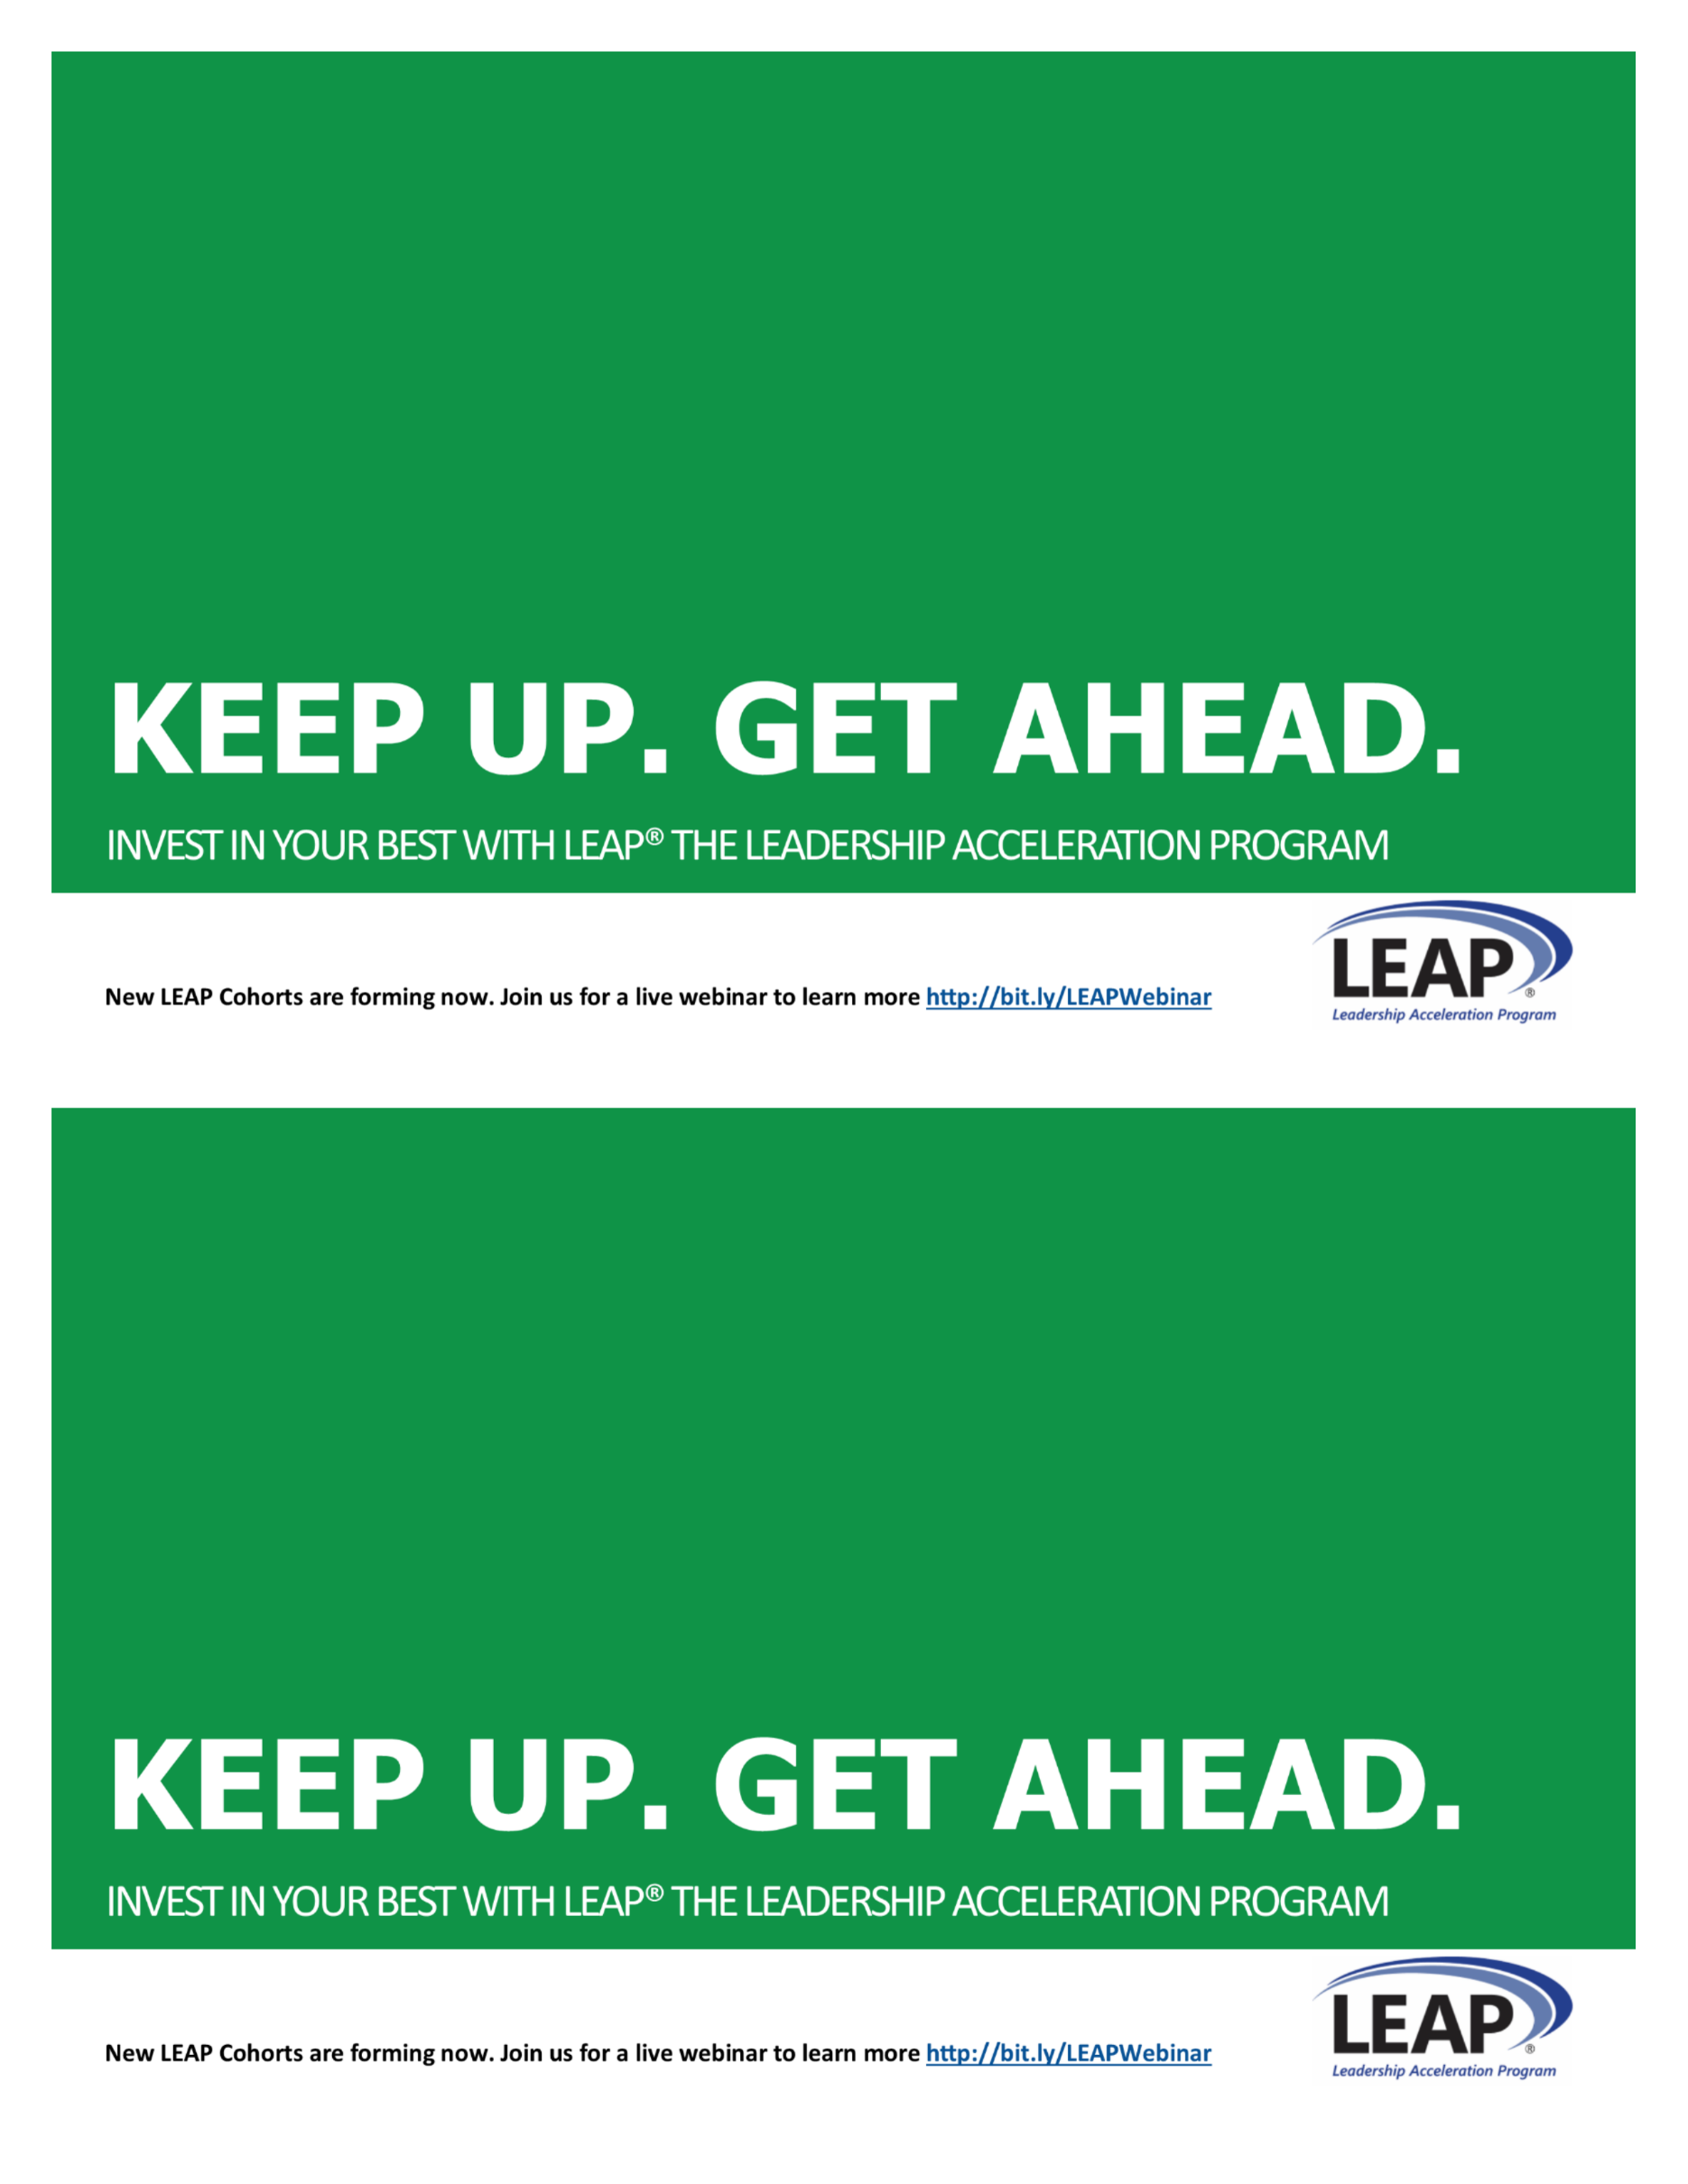 KEEP UP. GET AHEAD.
INVEST IN YOUR BEST WITH LEAP® THE LEADERSHIP ACCELERATION PROGRAM
New LEAP Cohorts are forming now. Join us for a live webinar to learn more http://bit.ly/LEAPWebinar
LEAP®
Leadership Acceleration Program
KEEP UP. GET AHEAD.
INVEST IN YOUR BEST WITH LEAP® THE LEADERSHIP ACCELERATION PROGRAM
New LEAP Cohorts are forming now. Join us for a live webinar to learn more http://bit.ly/LEAPWebinar
LEAP®
Leadership Acceleration Program